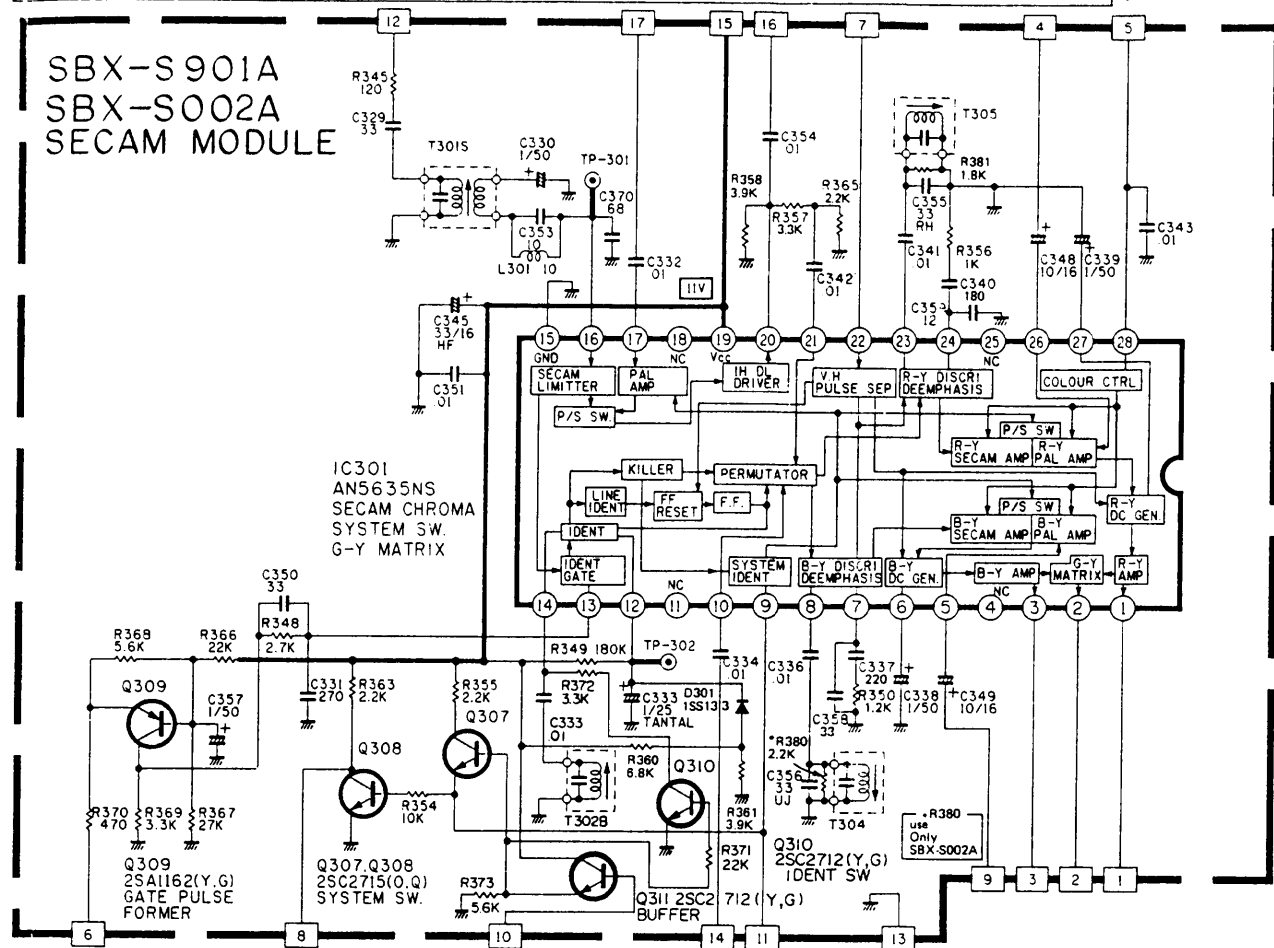 12
17
15
16
7
4
5
SBX-S901A
SBX-S002A
SECAM MODULE
R345
120
C329
33
T301S
C330
1/50
TP-301
C370
68
C353
10
L301 10
C332
.01
11V
C354
.01
R358
3.9K
R357
3.3K
R365
2.2K
C342
.01
T305
R381
1.8K
C355
33
RH
C341
.01
R356
1K
C340
180
C359
12
C348
10/16
C339
1/50
C343
.01
C345
33/16
HF
C351
.01
15
16
17
18
19
20
21
22
23
24
25
26
27
28
GND
NC
Vcc
NC
SECAM
LIMITTER
PAL
AMP
1H DL
DRIVER
V.H
PULSE SEP
R-Y DISCRI
DEEMPHASIS
COLOUR CTRL
P/S SW.
P/S SW
R-Y
SECAM AMP
R-Y
PAL AMP
KILLER
PERMUTATOR
LINE
IDENT
FF
RESET
F.F.
P/S SW
R-Y
DC GEN.
IDENT
B-Y
SECAM AMP
B-Y
PAL AMP
IDENT
GATE
SYSTEM
IDENT
B-Y DISCRI
DEEMPHASIS
B-Y
DC GEN.
B-Y AMP
G-Y
MATRIX
R-Y
AMP
NC
NC
14
13
12
11
10
9
8
7
6
5
4
3
2
1
IC301
AN5635NS
SECAM CHROMA
SYSTEM SW.
G-Y MATRIX
C350
33
R348
2.7K
R368
5.6K
R366
22K
Q309
C357
1/50
C331
270
R363
2.2K
R355
2.2K
Q307
Q308
R354
10K
R370
470
R369
3.3K
R367
27K
R349 180K
TP-302
R372
3.3K
C333
.01
C333
1/25
TANTAL
D301
1SS133
R360
6.8K
Q310
T302B
R361
3.9K
R371
22K
C334
.01
C336
.01
C337
220
R350
1.2K
C358
33
C338
1/50
C349
10/16
*R380
2.2K
C356
33
UJ
T304
*R380
use
Only
SBX-S002A
Q309
2SA1162(Y,G)
GATE PULSE
FORMER
Q307,Q308
2SC2715(O,Q)
SYSTEM SW.
R373
5.6K
Q311 2SC2712(Y,G)
BUFFER
Q310
2SC2712(Y,G)
IDENT SW
6
8
10
14
11
13
9
3
2
1